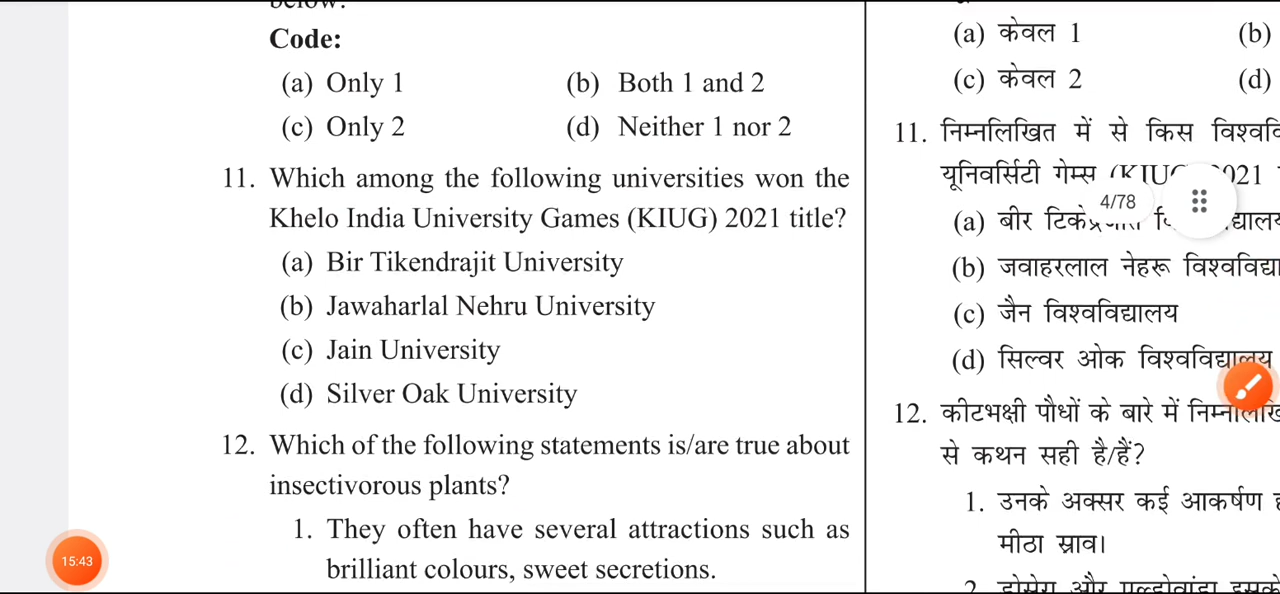 Code:
(a) Only 1 (b) Both 1 and 2
(c) Only 2 (d) Neither 1 nor 2
11. Which among the following universities won the
Khelo India University Games (KIUG) 2021 title?
(a) Bir Tikendrajit University
(b) Jawaharlal Nehru University
(c) Jain University
(d) Silver Oak University
12. Which of the following statements is/are true about
insectivorous plants?
1. They often have several attractions such as
brilliant colours, sweet secretions.
(a) केवल 1 (b)
(c) केवल 2 (d)
11. निम्नलिखित में से किस
यूनिवर्सिटी गेम्स
(a) बीर
(b) जवाहरलाल नेहरू
(c) जैन विश्वविद्यालय
(d) सिल्वर ओक विश्वविद्यालय
12. कीटभक्षी पौधों के बारे में
से कथन सही है/हैं?
1. उनके अक्सर कई आकर्षण
मीठा स्राव।
4/78
15:43